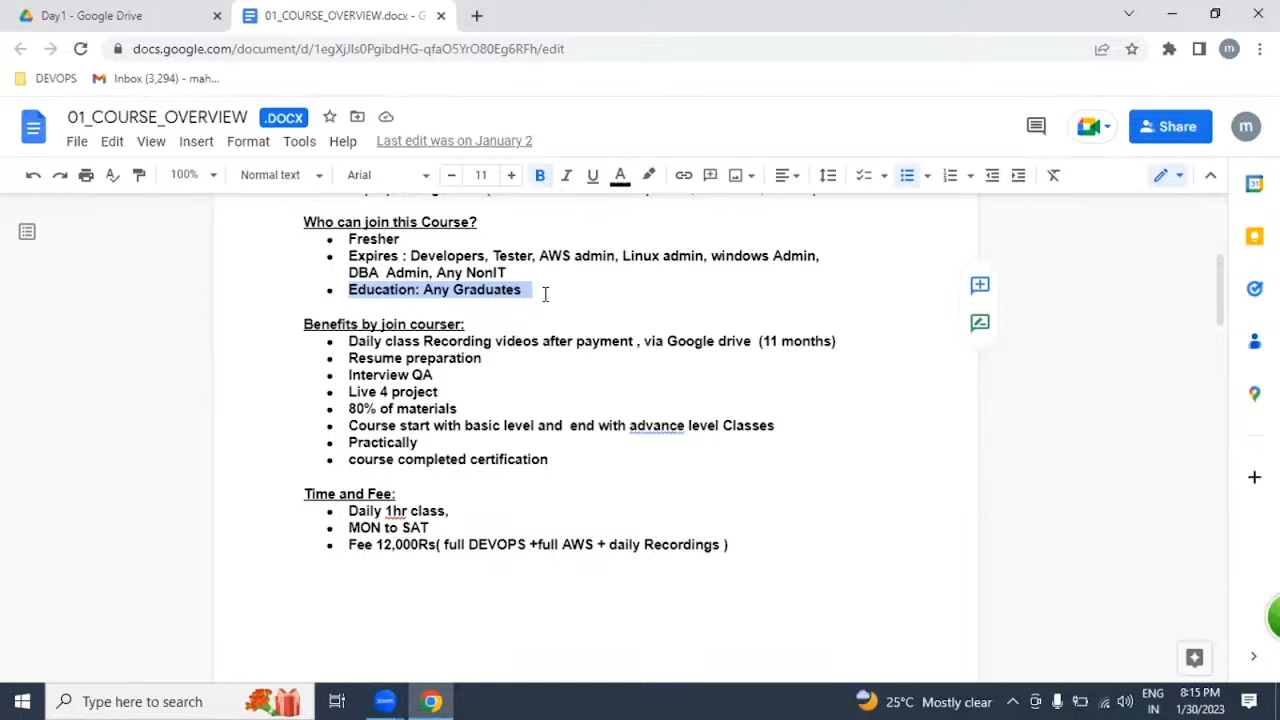 Day1 - Google Drive
01_COURSE_OVERVIEW.docx - G
docs.google.com/document/d/1egXjJIs0PgibdHG-qfaO5YrO80Eg6RFh/edit
m
DEVOPS
Inbox (3,294) - mah...
01_COURSE_OVERVIEW
.DOCX
Share
m
File Edit View Insert Format Tools Help Last edit was on January 2
100% Normal text Arial 11 B I U A
31
Who can join this Course?
Fresher
Expires : Developers, Tester, AWS admin, Linux admin, windows Admin,
DBA Admin, Any NonIT
Education: Any Graduates
Benefits by join courser:
Daily class Recording videos after payment , via Google drive (11 months)
Resume preparation
Interview QA
Live 4 project
80% of materials
Course start with basic level and end with advance level Classes
Practically
course completed certification
Time and Fee:
Daily 1hr class,
MON to SAT
Fee 12,000Rs( full DEVOPS +full AWS + daily Recordings )
Type here to search
zoom
25°C Mostly clear
ENG
IN
8:15 PM
1/30/2023